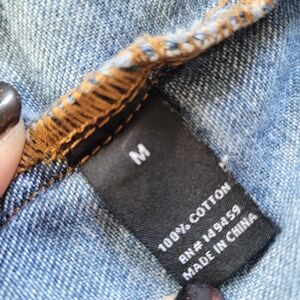 M
100% COTTON
RN# 149459
MADE IN CHINA